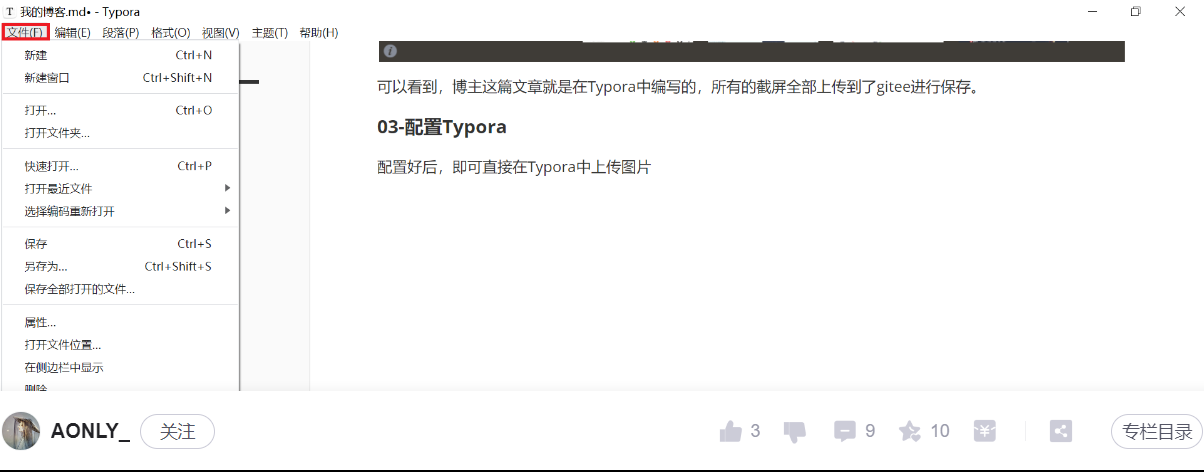 T 我的博客.md• - Typora
文件(F) 编辑(E) 段落(P) 格式(O) 视图(V) 主题(T) 帮助(H)
新建 Ctrl+N
新建窗口 Ctrl+Shift+N
打开... Ctrl+O
打开文件夹...
快速打开... Ctrl+P
打开最近文件
选择编码重新打开
保存 Ctrl+S
另存为... Ctrl+Shift+S
保存全部打开的文件...
属性...
打开文件位置...
在侧边栏中显示
删除
可以看到，博主这篇文章就是在Typora中编写的，所有的截屏全部上传到了gitee进行保存。
03-配置Typora
配置好后，即可直接在Typora中上传图片
AONLY_ 关注 3 9 10 专栏目录